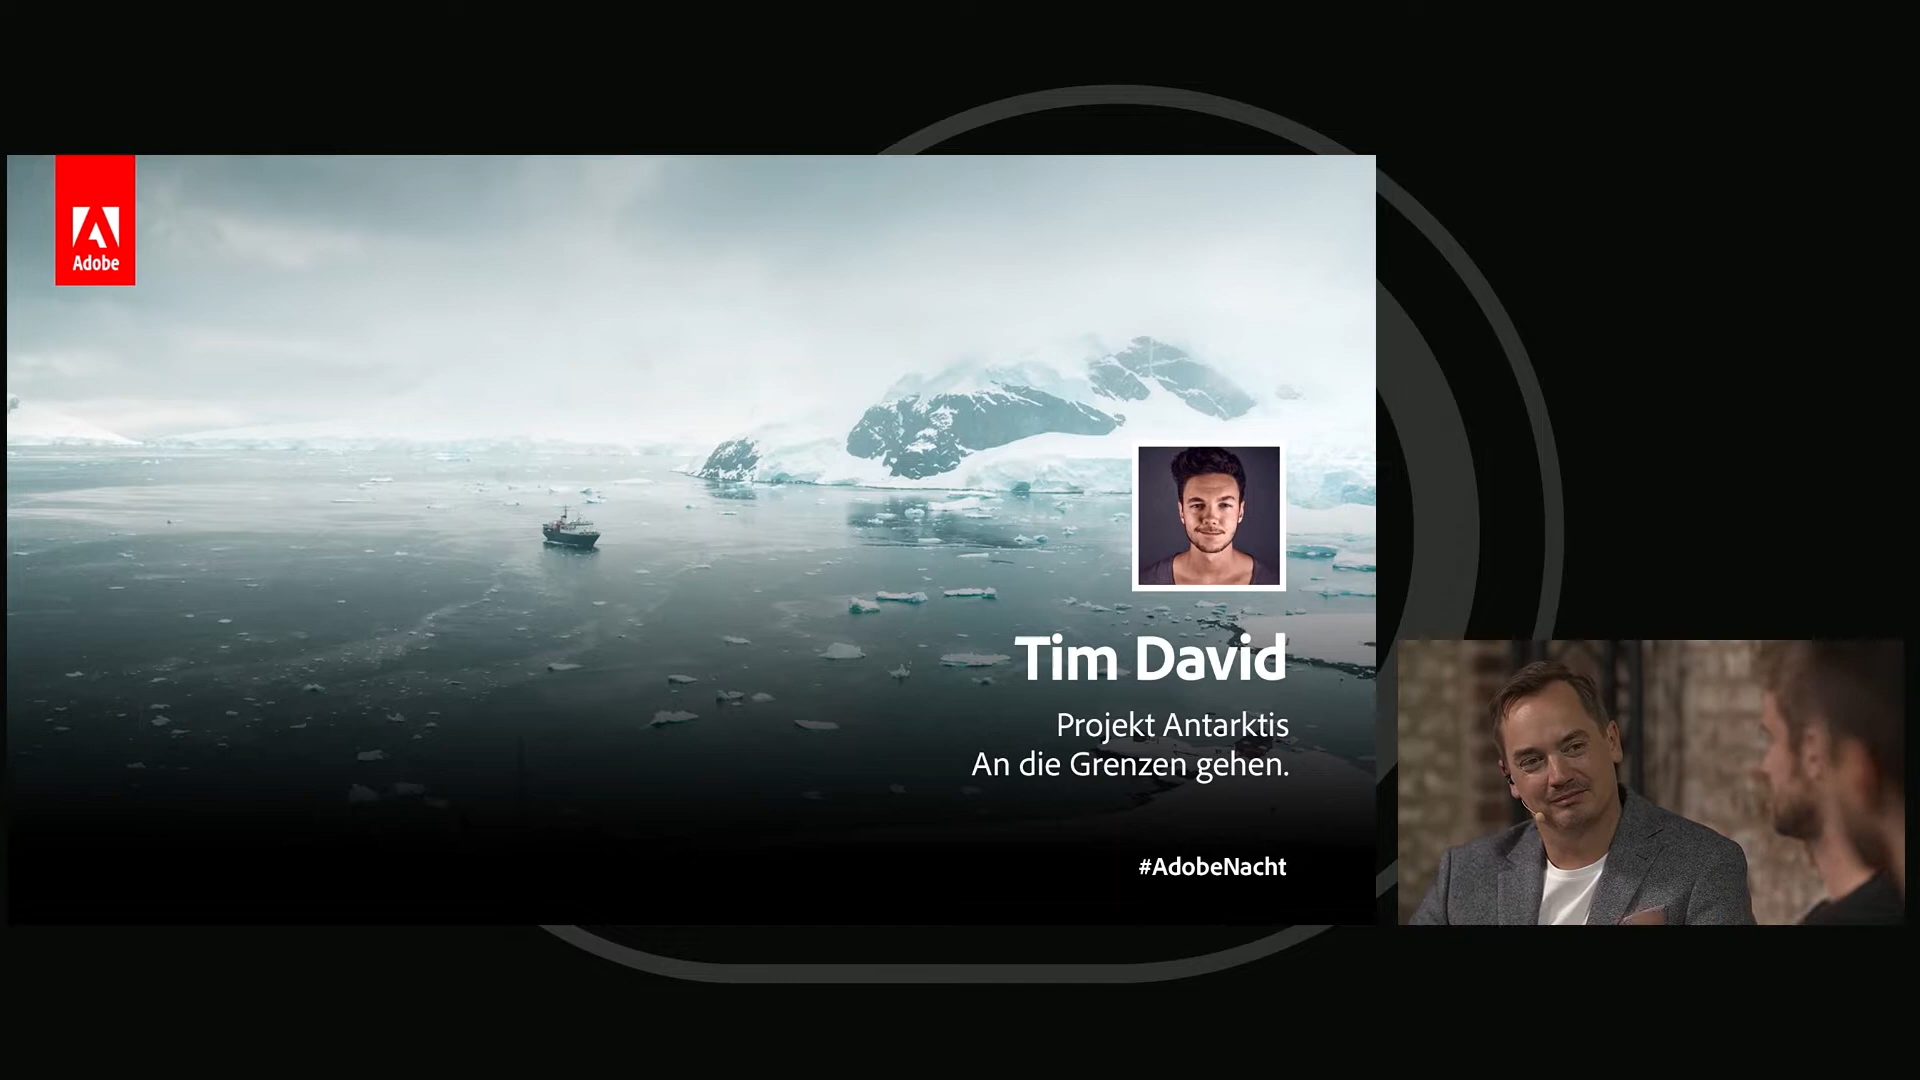 Adobe
Tim David
Projekt Antarktis
An die Grenzen gehen.
#AdobeNacht